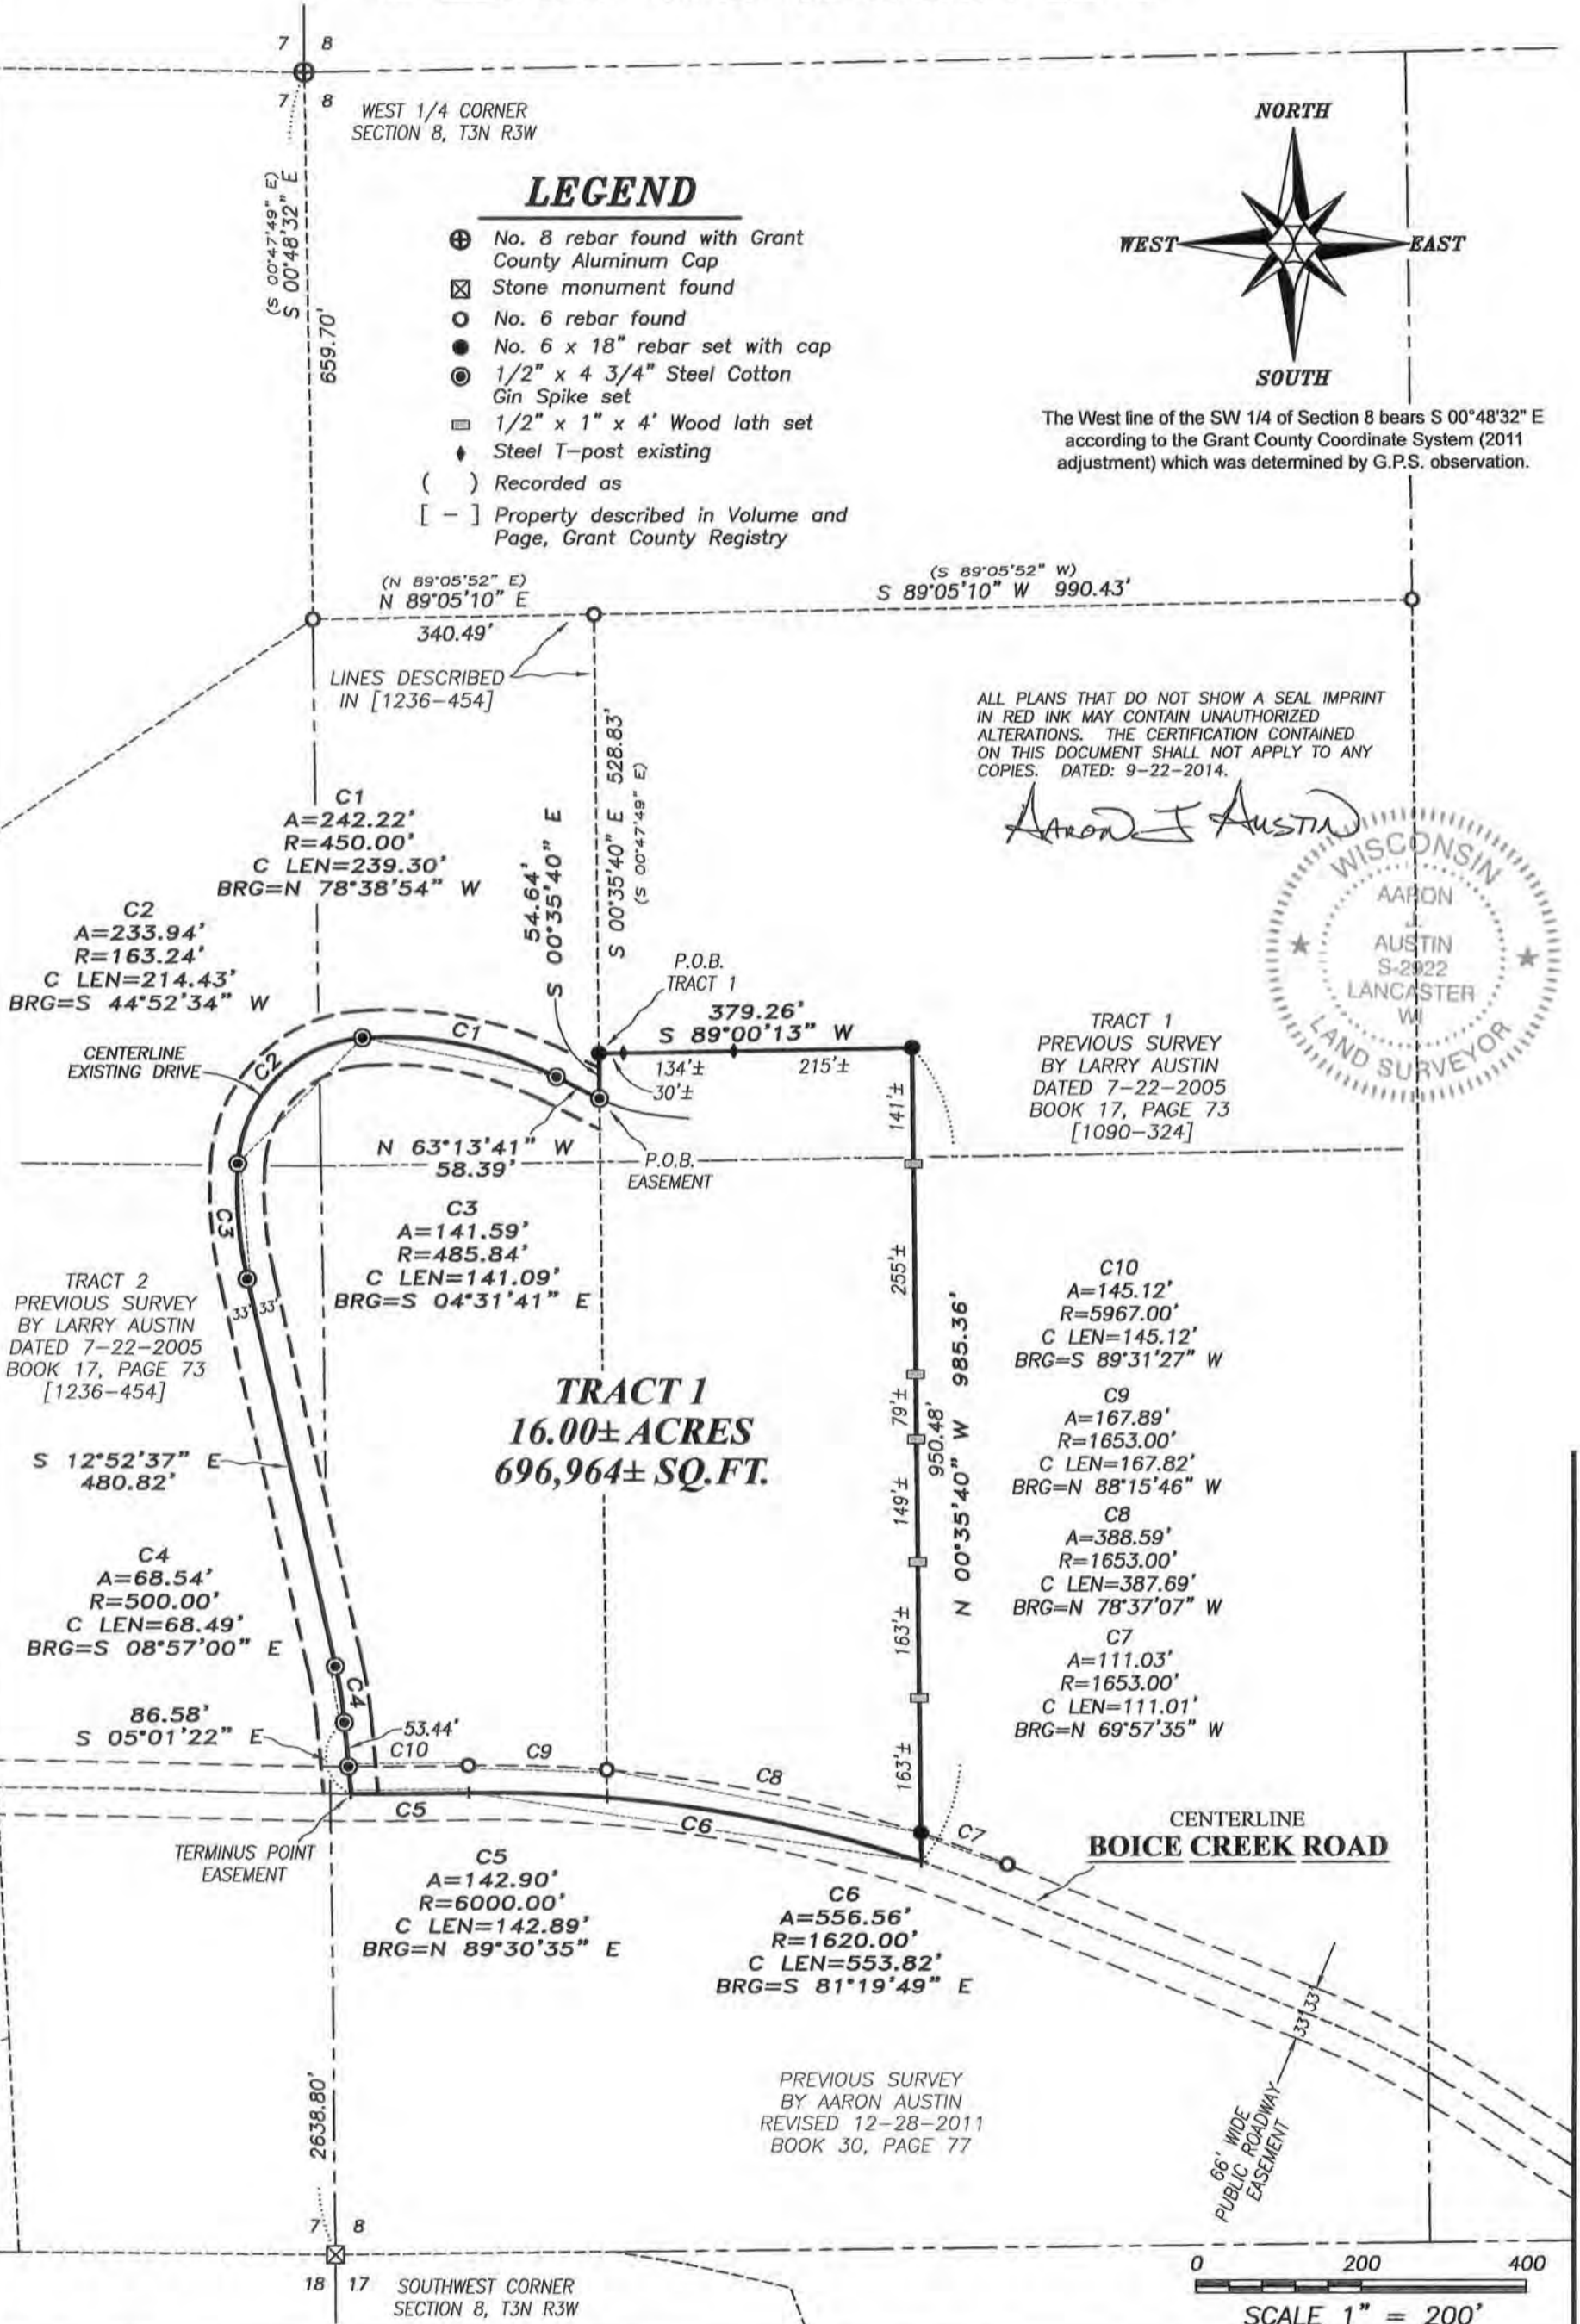 7 8
7 8
WEST 1/4 CORNER
SECTION 8, T3N R3W
(S 00°47'49" E)
S 00°48'32" E
659.70'
LEGEND
No. 8 rebar found with Grant
County Aluminum Cap
Stone monument found
No. 6 rebar found
No. 6 x 18" rebar set with cap
1/2" x 4 3/4" Steel Cotton
Gin Spike set
1/2" x 1" x 4' Wood lath set
Steel T-post existing
( ) Recorded as
[ - ] Property described in Volume and
Page, Grant County Registry
NORTH
WEST
EAST
SOUTH
The West line of the SW 1/4 of Section 8 bears S 00°48'32" E
according to the Grant County Coordinate System (2011
adjustment) which was determined by G.P.S. observation.
(N 89°05'52" E)
N 89°05'10" E
340.49'
(S 89°05'52" W)
S 89°05'10" W 990.43'
LINES DESCRIBED
IN [1236-454]
ALL PLANS THAT DO NOT SHOW A SEAL IMPRINT
IN RED INK MAY CONTAIN UNAUTHORIZED
ALTERATIONS. THE CERTIFICATION CONTAINED
ON THIS DOCUMENT SHALL NOT APPLY TO ANY
COPIES. DATED: 9-22-2014.
AARON J AUSTIN
WISCONSIN
AARON
J.
AUSTIN
S-2922
LANCASTER
WI
LAND SURVEYOR
C1
A=242.22'
R=450.00'
C LEN=239.30'
BRG=N 78°38'54" W
54.64'
S 00°35'40" E
S 00°35'40" E 528.83'
(S 00°47'49" E)
C2
A=233.94'
R=163.24'
C LEN=214.43'
BRG=S 44°52'34" W
P.O.B.
TRACT 1
379.26'
S 89°00'13" W
134'±
215'±
30'±
CENTERLINE
EXISTING DRIVE
C2
C1
TRACT 1
PREVIOUS SURVEY
BY LARRY AUSTIN
DATED 7-22-2005
BOOK 17, PAGE 73
[1090-324]
141'±
N 63°13'41" W
58.39'
P.O.B.
EASEMENT
C3
C3
A=141.59'
R=485.84'
C LEN=141.09'
BRG=S 04°31'41" E
33' 33'
TRACT 2
PREVIOUS SURVEY
BY LARRY AUSTIN
DATED 7-22-2005
BOOK 17, PAGE 73
[1236-454]
255'±
C10
A=145.12'
R=5967.00'
C LEN=145.12'
BRG=S 89°31'27" W
TRACT 1
16.00± ACRES
696,964± SQ.FT.
79'±
950.48'
N 00°35'40" W 985.36'
C9
A=167.89'
R=1653.00'
C LEN=167.82'
BRG=N 88°15'46" W
S 12°52'37" E
480.82'
149'±
C8
A=388.59'
R=1653.00'
C LEN=387.69'
BRG=N 78°37'07" W
C4
A=68.54'
R=500.00'
C LEN=68.49'
BRG=S 08°57'00" E
163'±
C7
A=111.03'
R=1653.00'
C LEN=111.01'
BRG=N 69°57'35" W
C4
86.58'
S 05°01'22" E
53.44'
C10
C9
C8
163'±
C7
C5
C6
CENTERLINE
BOICE CREEK ROAD
TERMINUS POINT
EASEMENT
C5
A=142.90'
R=6000.00'
C LEN=142.89'
BRG=N 89°30'35" E
C6
A=556.56'
R=1620.00'
C LEN=553.82'
BRG=S 81°19'49" E
33' 33'
2638.80'
PREVIOUS SURVEY
BY AARON AUSTIN
REVISED 12-28-2011
BOOK 30, PAGE 77
66' WIDE
PUBLIC ROADWAY
EASEMENT
7 8
18 17
SOUTHWEST CORNER
SECTION 8, T3N R3W
0 200 400
SCALE 1" = 200'